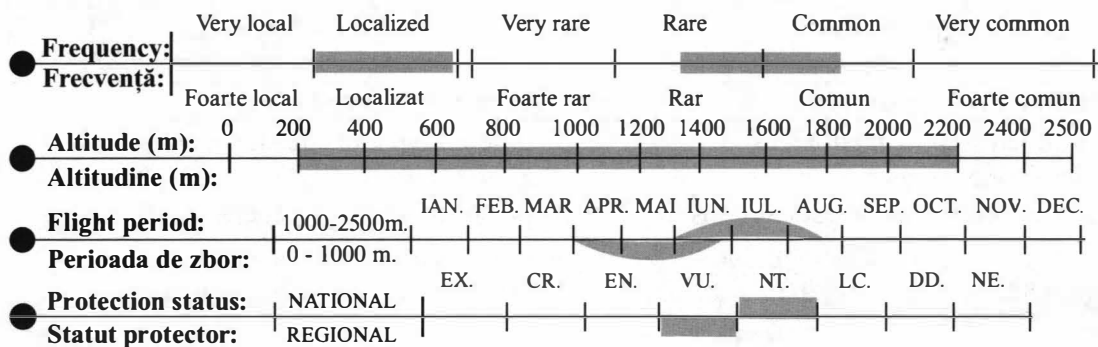 Very local Localized Very rare Rare Common Very common
Frequency:
Frecvență:
Foarte local Localizat Foarte rar Rar Comun Foarte comun
0 200 400 600 800 1000 1200 1400 1600 1800 2000 2200 2400 2500
Altitude (m):
Altitudine (m):
IAN. FEB. MAR APR. MAI IUN. IUL. AUG. SEP. OCT. NOV. DEC.
Flight period: 1000-2500m.
Perioada de zbor: 0 - 1000 m.
EX. CR. EN. VU. NT. LC. DD. NE.
Protection status: NATIONAL
Statut protector: REGIONAL